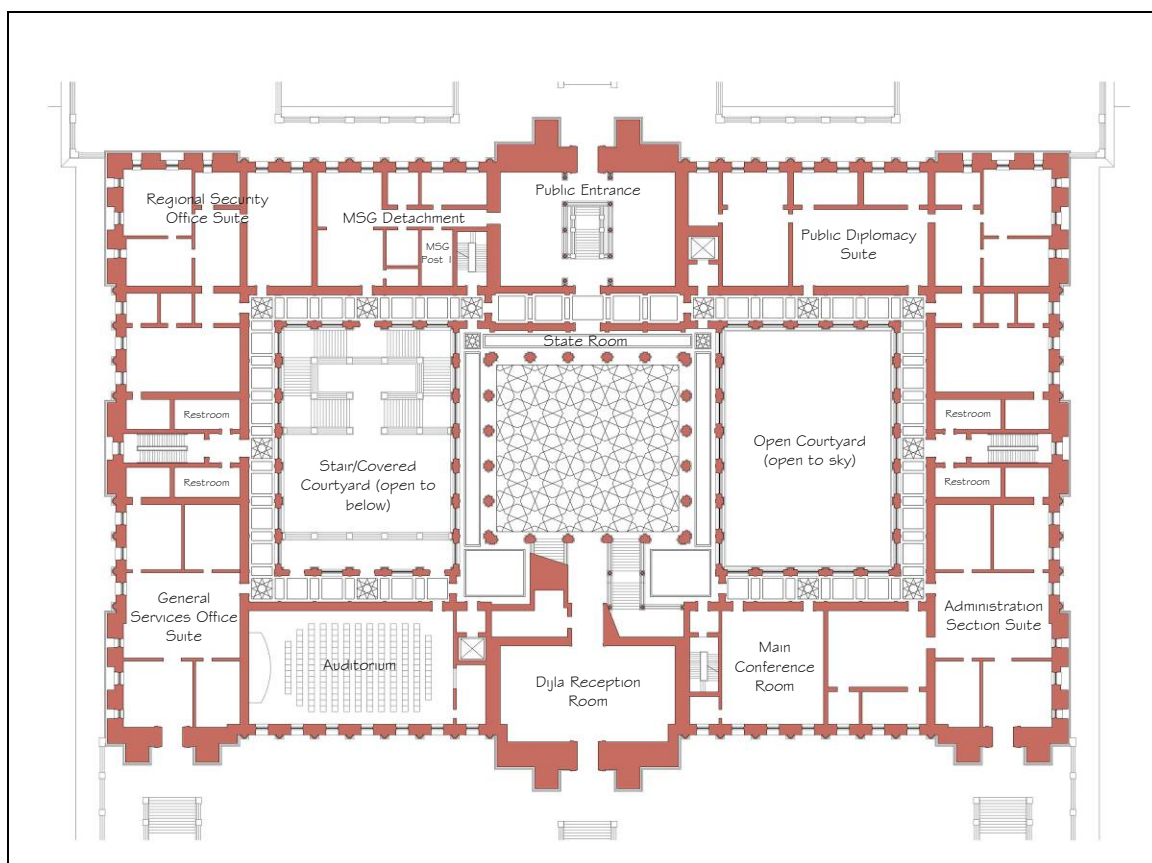 Public Entrance
Regional Security
Office Suite
MSG Detachment
MSG
Post 1
Public Diplomacy
Suite
State Room
Restroom
Restroom
Open Courtyard
(open to sky)
Stair/Covered
Courtyard (open to
below)
Restroom
Restroom
General
Services Office
Suite
Administration
Section Suite
Auditorium
Main
Conference
Room
Dijla Reception
Room